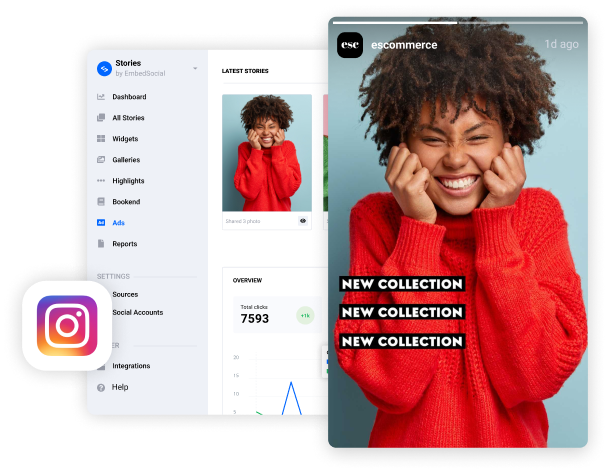 Stories
by EmbedSocial
Dashboard
All Stories
Widgets
Galleries
Highlights
Bookend
Ad
Ads
Reports
SETTINGS
Sources
Social Accounts
ER
Integrations
Help
LATEST STORIES
Shared 3 photo
OVERVIEW
Total clicks
7593
+1k
20
15
10
5
esc
escommerce
1d ago
NEW COLLECTION
NEW COLLECTION
NEW COLLECTION